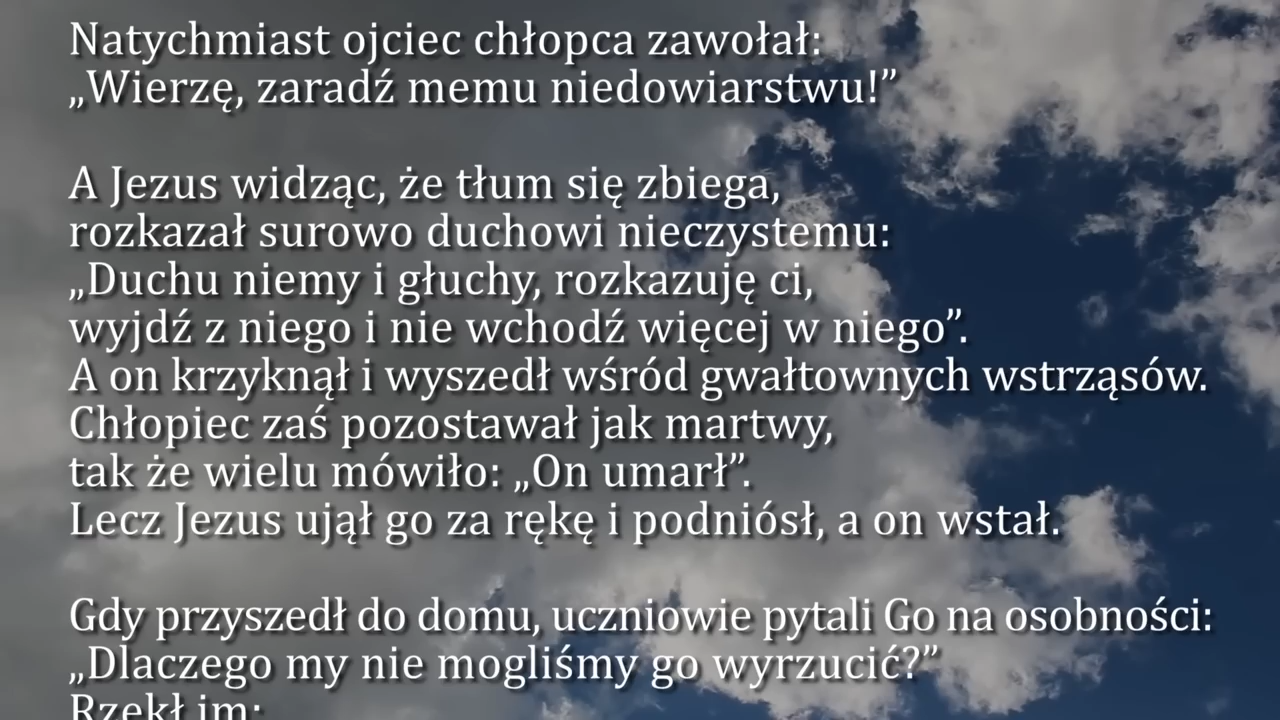 Natychmiast ojciec chłopca zawołał:
„Wierzę, zaradź memu niedowiarstwu!”
A Jezus widząc, że tłum się zbiega,
rozkazał surowo duchowi nieczystemu:
„Duchu niemy i głuchy, rozkazuję ci,
wyjdź z niego i nie wchodź więcej w niego”.
A on krzyknął i wyszedł wśród gwałtownych wstrząsów.
Chłopiec zaś pozostawał jak martwy,
tak że wielu mówiło: „On umarł”.
Lecz Jezus ujął go za rękę i podniósł, a on wstał.
Gdy przyszedł do domu, uczniowie pytali Go na osobności:
„Dlaczego my nie mogliśmy go wyrzucić?”
Rzekł im: